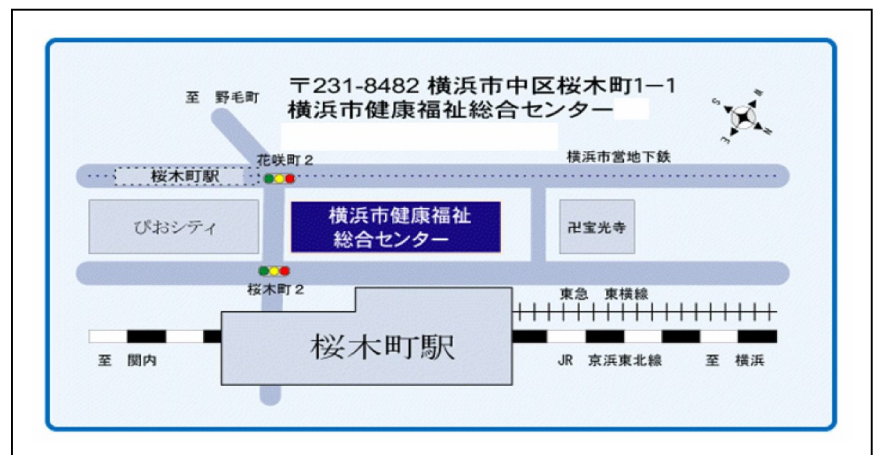 〒231-8482 横浜市中区桜木町1−1
横浜市健康福祉総合センター
至 野毛町
S W E N
花咲町2
横浜市営地下鉄
桜木町駅
ぴおシティ
横浜市健康福祉
総合センター
卍宝光寺
桜木町2
東急 東横線
桜木町駅
至 関内
JR 京浜東北線
至 横浜